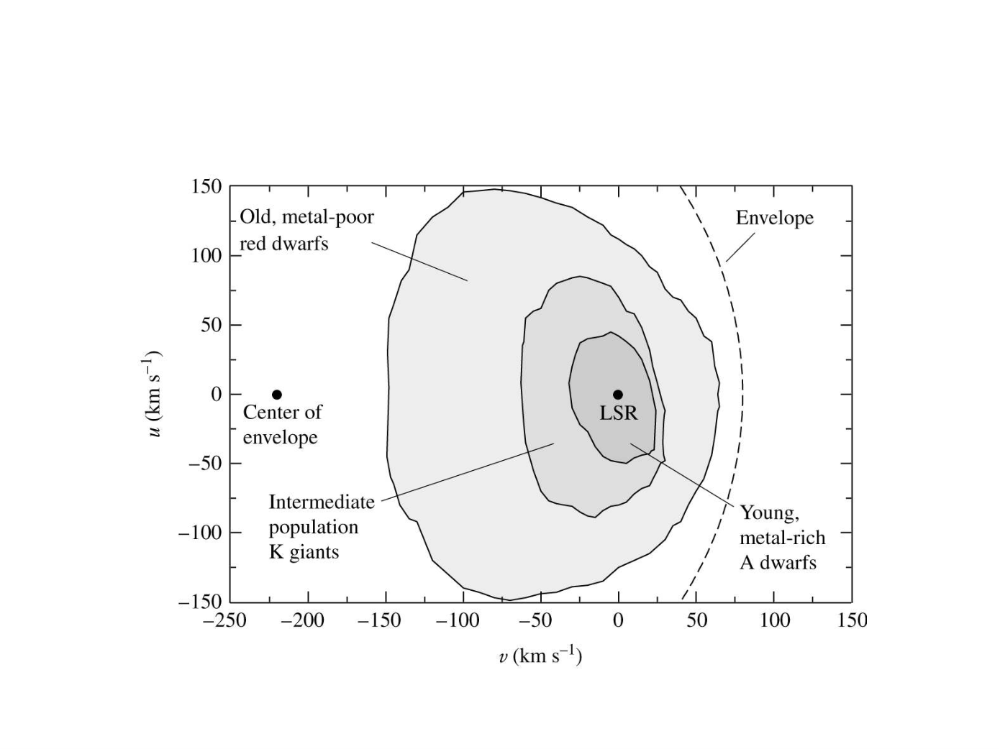 150
100
50
0
−50
−100
−150
u (km s−1)
Old, metal-poor
red dwarfs
Envelope
Center of
envelope
LSR
Intermediate
population
K giants
Young,
metal-rich
A dwarfs
−250 −200 −150 −100 −50 0 50 100 150
v (km s−1)